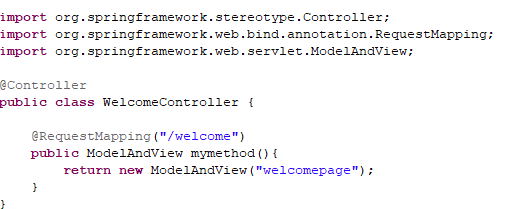 import org.springframework.stereotype.Controller;
import org.springframework.web.bind.annotation.RequestMapping;
import org.springframework.web.servlet.ModelAndView;
@Controller
public class WelcomeController {
@RequestMapping("/welcome")
public ModelAndView mymethod(){
return new ModelAndView("welcomepage");
}
}